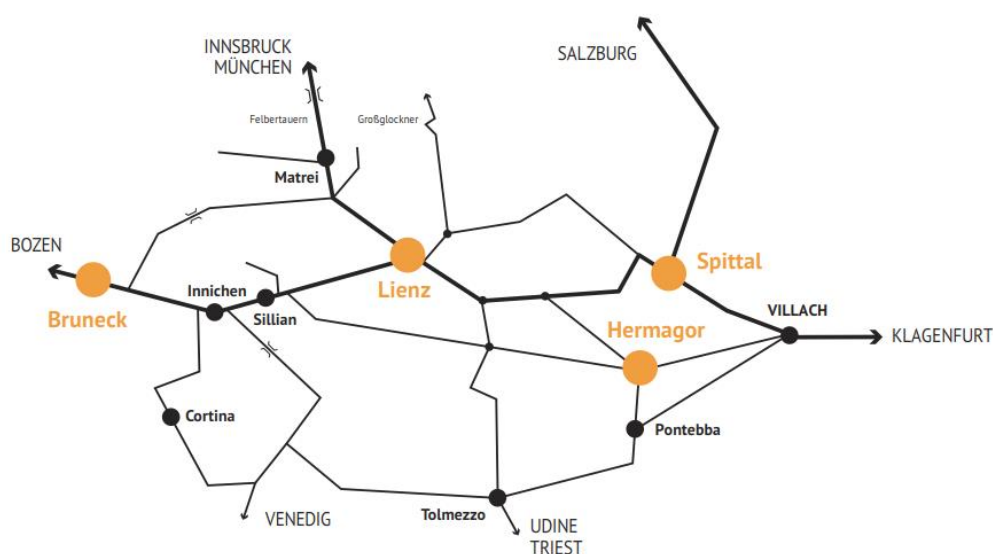 INNSBRUCK
MÜNCHEN
SALZBURG
Felbertauern
Großglockner
Matrei
BOZEN
Spittal
Lienz
Innichen
Bruneck
Sillian
VILLACH
Hermagor
KLAGENFURT
Cortina
Pontebba
Tolmezzo
VENEDIG
UDINE
TRIEST